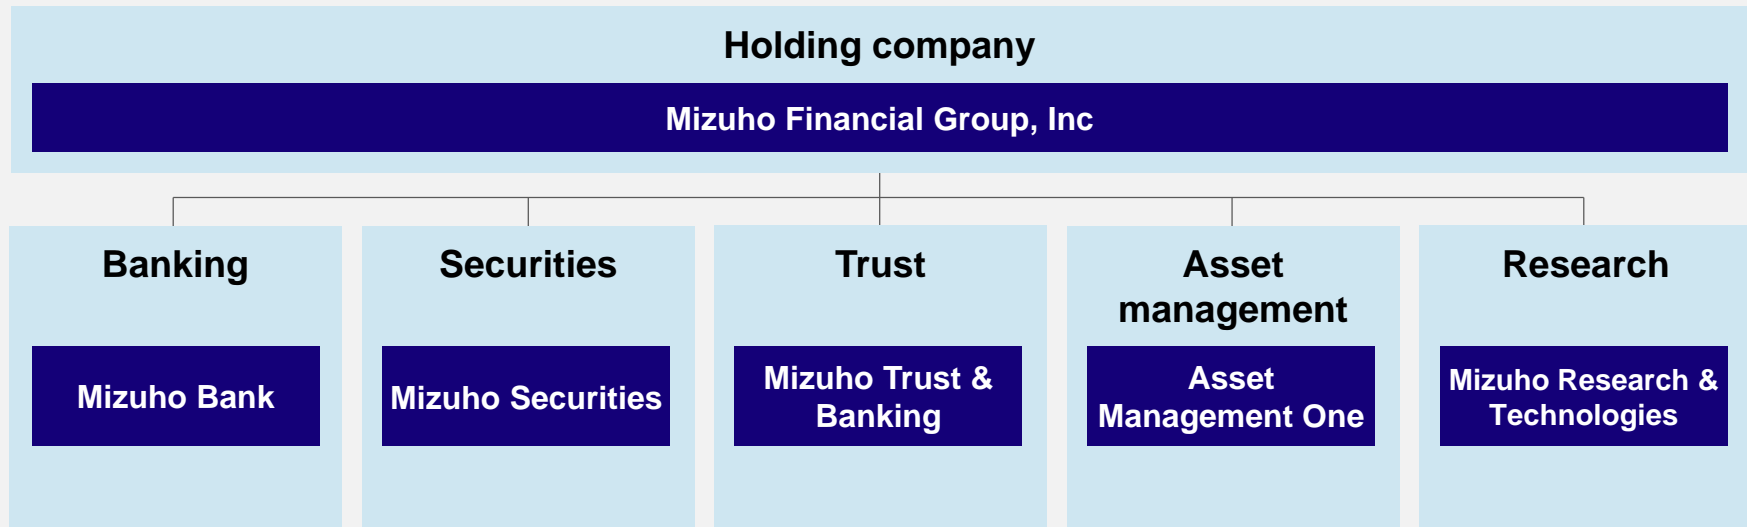 Holding company
Mizuho Financial Group, Inc
Banking
Mizuho Bank
Securities
Mizuho Securities
Trust
Mizuho Trust &
Banking
Asset
management
Asset
Management One
Research
Mizuho Research &
Technologies